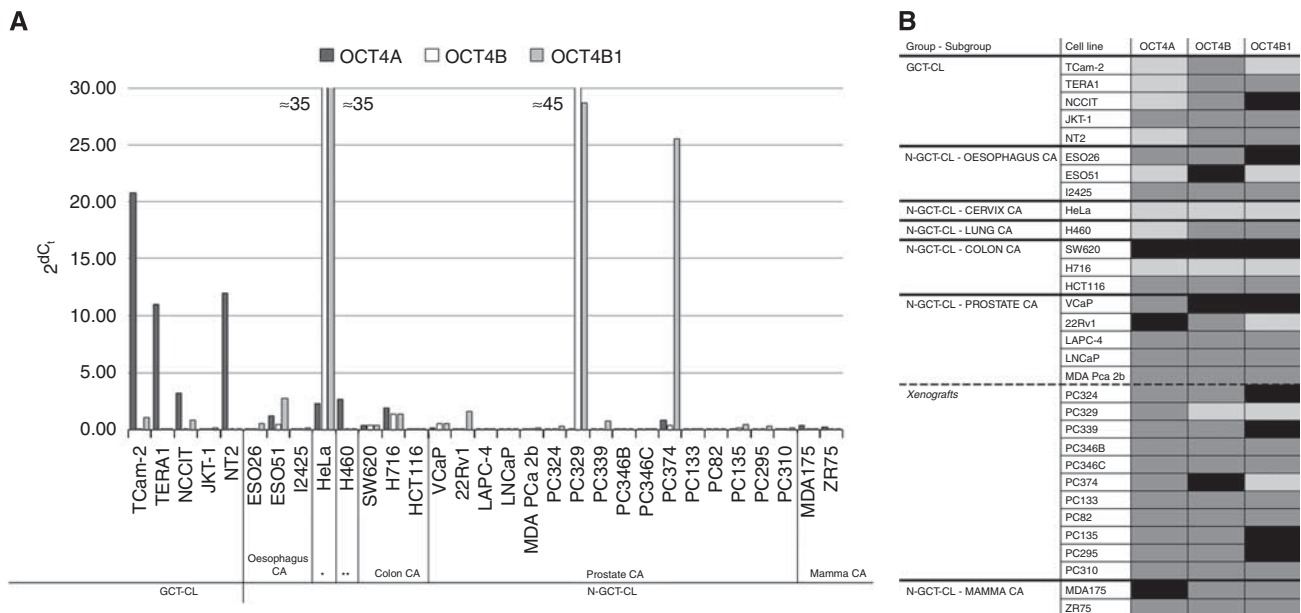 A
OCT4A OCT4B OCT4B1
2^dCt
30.00
25.00
20.00
15.00
10.00
5.00
0.00
≈35 ≈35 ≈45
TCam-2 TERA1 NCCIT JKT-1 NT2 ESO26 ESO51 I2425 HeLa H460 SW620 H716 HCT116 VCaP 22Rv1 LAPC-4 LNCaP MDA PCa 2b PC324 PC329 PC339 PC346B PC346C PC374 PC133 PC82 PC135 PC295 PC310 MDA175 ZR75
Oesophagus CA * ** Colon CA Prostate CA Mamma CA
GCT-CL N-GCT-CL
B
Group - Subgroup Cell line OCT4A OCT4B OCT4B1
GCT-CL TCam-2
TERA1
NCCIT
JKT-1
NT2
N-GCT-CL - OESOPHAGUS CA ESO26
ESO51
I2425
N-GCT-CL - CERVIX CA HeLa
N-GCT-CL - LUNG CA H460
N-GCT-CL - COLON CA SW620
H716
HCT116
N-GCT-CL - PROSTATE CA VCaP
22Rv1
LAPC-4
LNCaP
MDA Pca 2b
Xenografts PC324
PC329
PC339
PC346B
PC346C
PC374
PC133
PC82
PC135
PC295
PC310
N-GCT-CL - MAMMA CA MDA175
ZR75